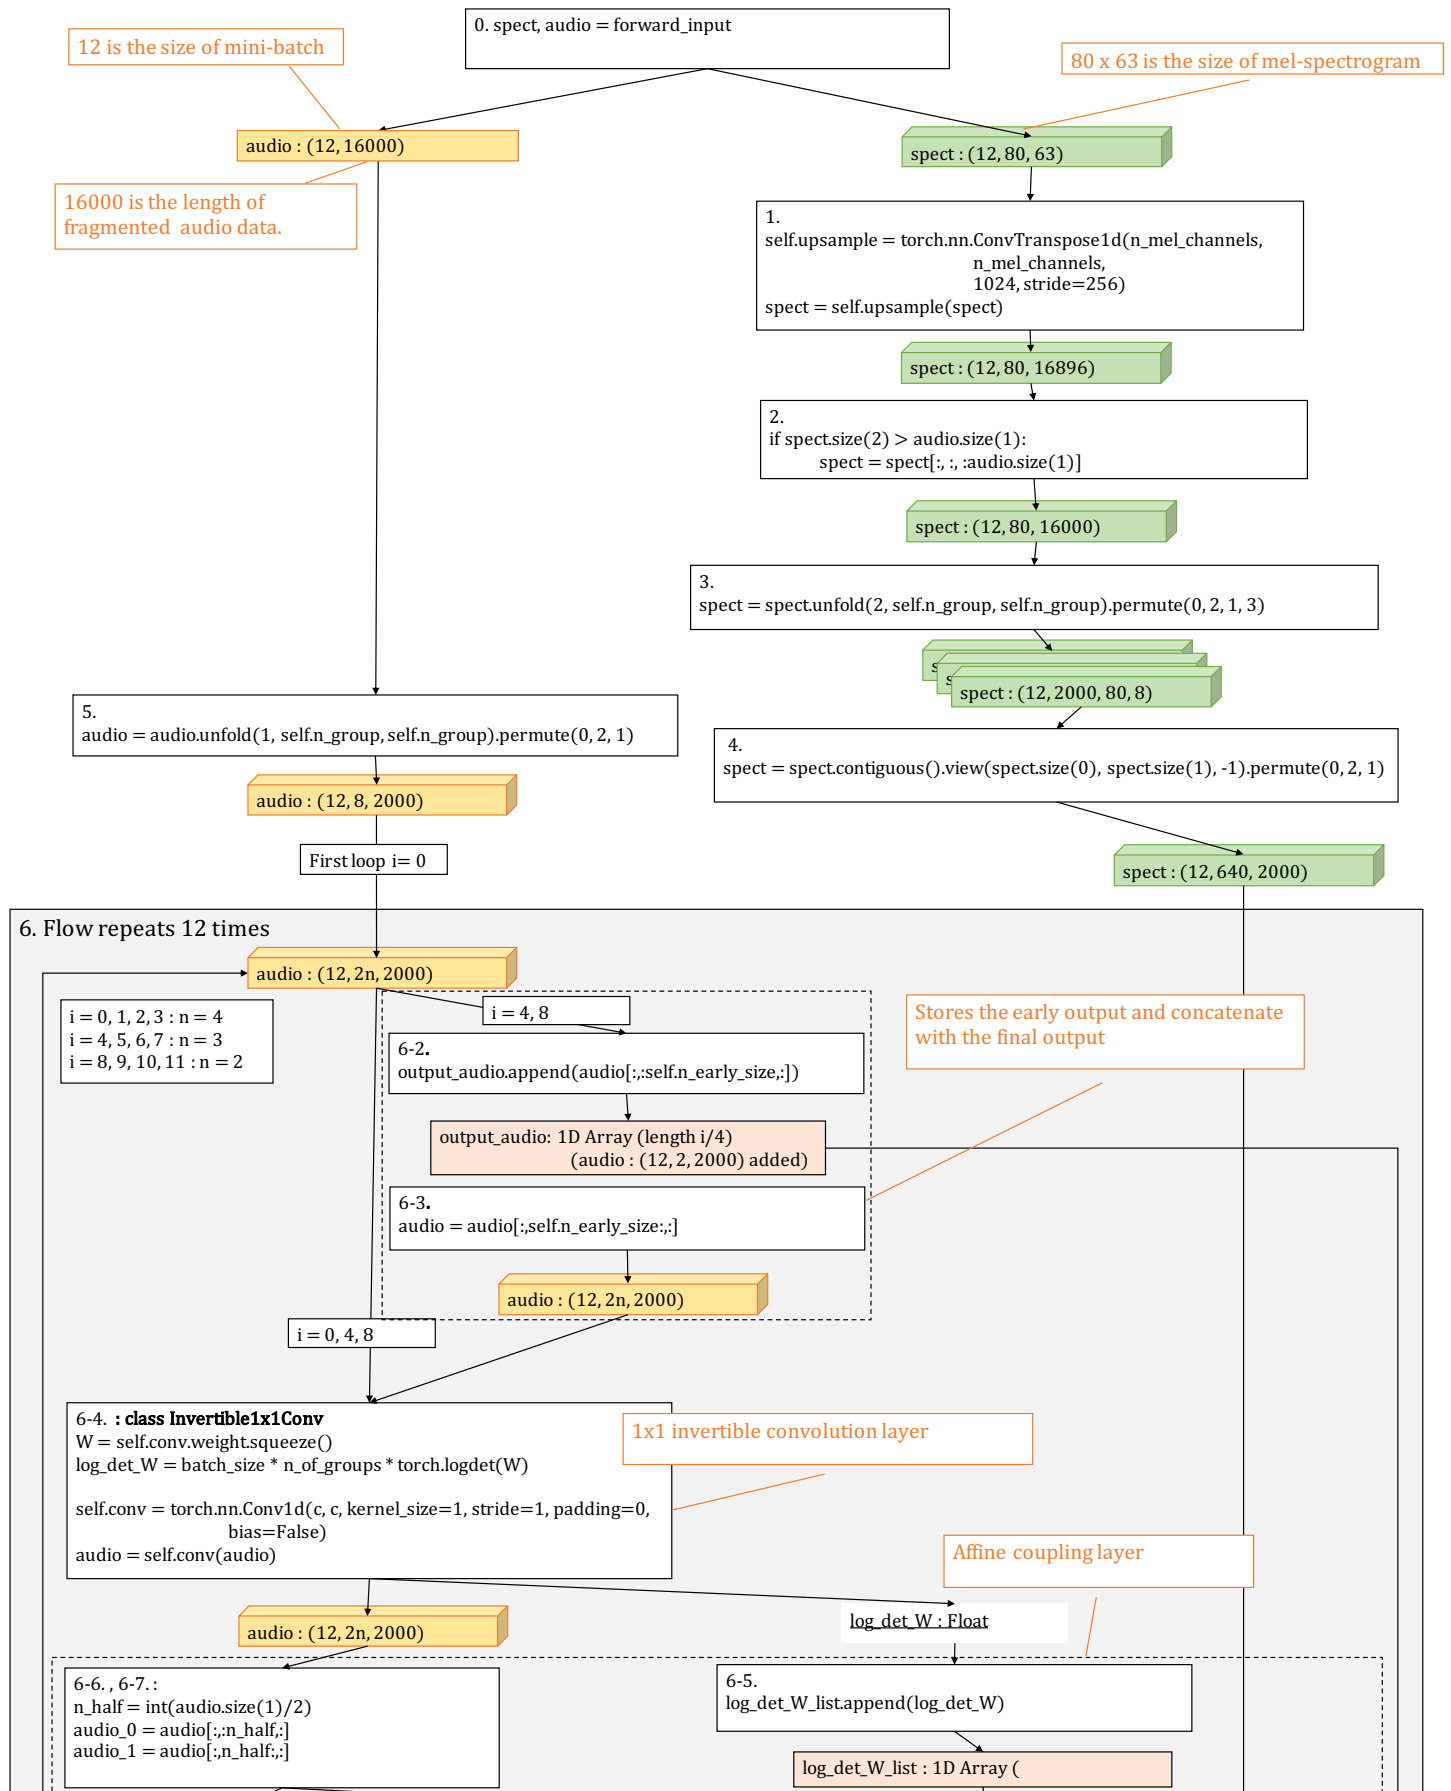 0. spect, audio = forward_input
12 is the size of mini-batch
80 x 63 is the size of mel-spectrogram
audio : (12, 16000)
spect : (12, 80, 63)
16000 is the length of
fragmented audio data.
1.
self.upsample = torch.nn.ConvTranspose1d(n_mel_channels,
n_mel_channels,
1024, stride=256)
spect = self.upsample(spect)
spect : (12, 80, 16896)
2.
if spect.size(2) > audio.size(1):
spect = spect[:, :, :audio.size(1)]
spect : (12, 80, 16000)
3.
spect = spect.unfold(2, self.n_group, self.n_group).permute(0, 2, 1, 3)
spect : (12, 2000, 80, 8)
5.
audio = audio.unfold(1, self.n_group, self.n_group).permute(0, 2, 1)
4.
spect = spect.contiguous().view(spect.size(0), spect.size(1), -1).permute(0, 2, 1)
audio : (12, 8, 2000)
First loop i= 0
spect : (12, 640, 2000)
6. Flow repeats 12 times
audio : (12, 2n, 2000)
i = 0, 1, 2, 3 : n = 4
i = 4, 5, 6, 7 : n = 3
i = 8, 9, 10, 11 : n = 2
i = 4, 8
Stores the early output and concatenate
with the final output
6-2.
output_audio.append(audio[:,:self.n_early_size,:])
output_audio: 1D Array (length i/4)
(audio : (12, 2, 2000) added)
6-3.
audio = audio[:,self.n_early_size:,:]
audio : (12, 2n, 2000)
i = 0, 4, 8
6-4. : class Invertible1x1Conv
W = self.conv.weight.squeeze()
log_det_W = batch_size * n_of_groups * torch.logdet(W)
self.conv = torch.nn.Conv1d(c, c, kernel_size=1, stride=1, padding=0,
bias=False)
audio = self.conv(audio)
1x1 invertible convolution layer
Affine coupling layer
audio : (12, 2n, 2000)
log_det_W : Float
6-6. , 6-7. :
n_half = int(audio.size(1)/2)
audio_0 = audio[:,:n_half,:]
audio_1 = audio[:,n_half:,:]
6-5.
log_det_W_list.append(log_det_W)
log_det_W_list : 1D Array (